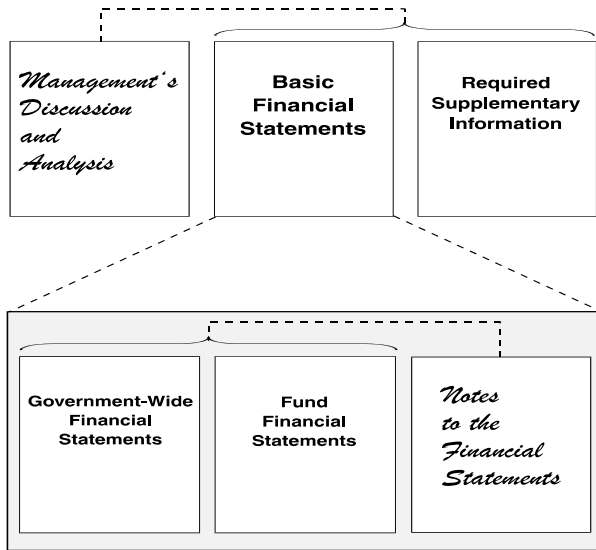 Management's
Discussion
and
Analysis
Basic
Financial
Statements
Required
Supplementary
Information
Government-Wide
Financial
Statements
Fund
Financial
Statements
Notes
to the
Financial
Statements